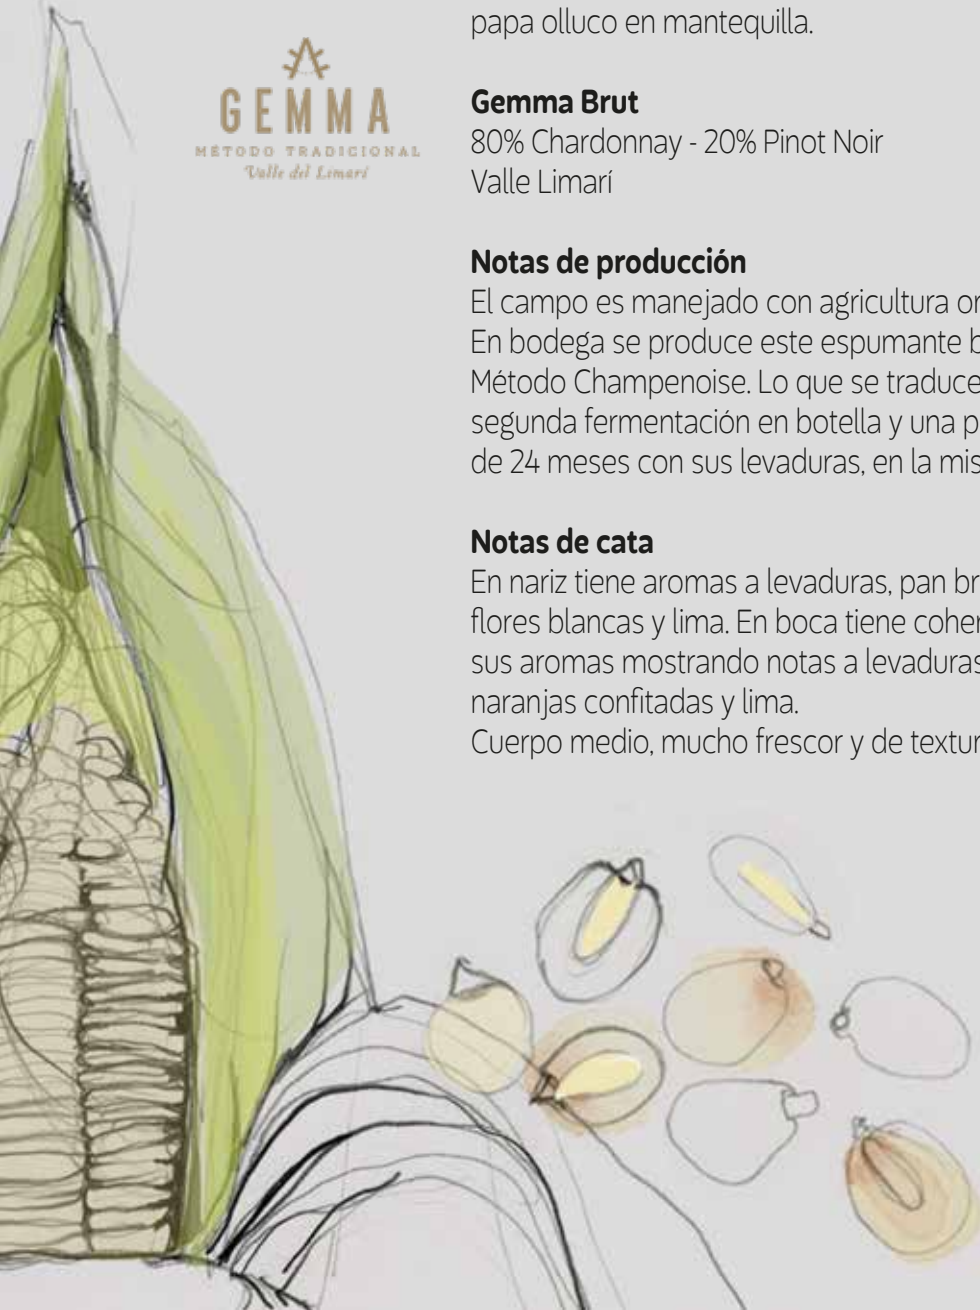 papa olluco en mantequilla.
GEMMA
MÉTODO TRADICIONAL
Valle del Limarí
Gemma Brut
80% Chardonnay - 20% Pinot Noir
Valle Limarí
Notas de producción
El campo es manejado con agricultura or
En bodega se produce este espumante b
Método Champenoise. Lo que se traduce
segunda fermentación en botella y una p
de 24 meses con sus levaduras, en la mis
Notas de cata
En nariz tiene aromas a levaduras, pan br
flores blancas y lima. En boca tiene coher
sus aromas mostrando notas a levaduras
naranjas confitadas y lima.
Cuerpo medio, mucho frescor y de textur